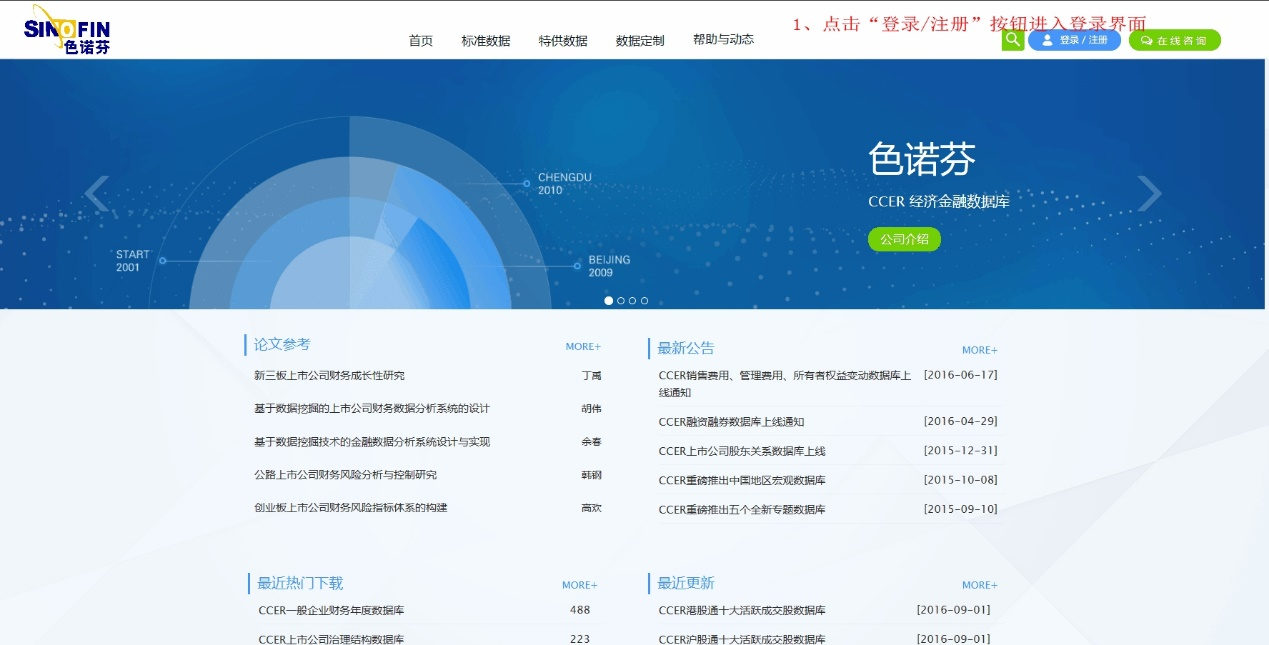 SINOFIN
色诺芬
首页 标准数据 特供数据 数据定制 帮助与动态
1、点击“登录/注册”按钮进入登录界面
登录 / 注册 在线咨询
START
2001
CHENGDU
2010
BEIJING
2009
色诺芬
CCER 经济金融数据库
公司介绍
论文参考 MORE+
新三板上市公司财务成长性研究 丁禹
基于数据挖掘的上市公司财务数据分析系统的设计 胡伟
基于数据挖掘技术的金融数据分析系统设计与实现 余春
公路上市公司财务风险分析与控制研究 韩钢
创业板上市公司财务风险指标体系的构建 高欢
最新公告 MORE+
CCER销售费用、管理费用、所有者权益变动数据库上 [2016-06-17]
线通知
CCER融资融券数据库上线通知 [2016-04-29]
CCER上市公司股东关系数据库上线 [2015-12-31]
CCER重磅推出中国地区宏观数据库 [2015-10-08]
CCER重磅推出五个全新专题数据库 [2015-09-10]
最近热门下载 MORE+
CCER一般企业财务年度数据库 488
CCER上市公司治理结构数据库 223
最近更新 MORE+
CCER港股通十大活跃成交股数据库 [2016-09-01]
CCER沪股通十大活跃成交股数据库 [2016-09-01]